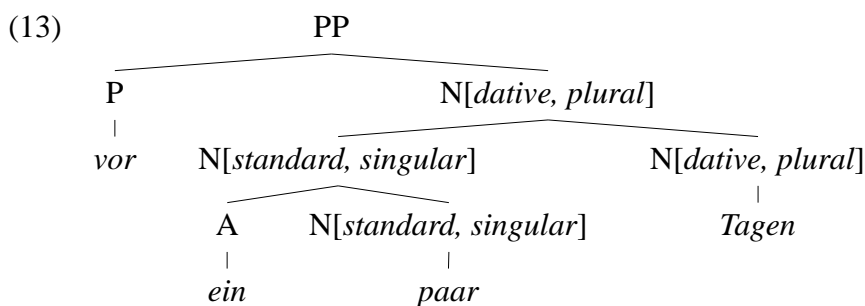 (13) PP
P N[dative, plural]
vor N[standard, singular] N[dative, plural]
A N[standard, singular] Tagen
ein paar